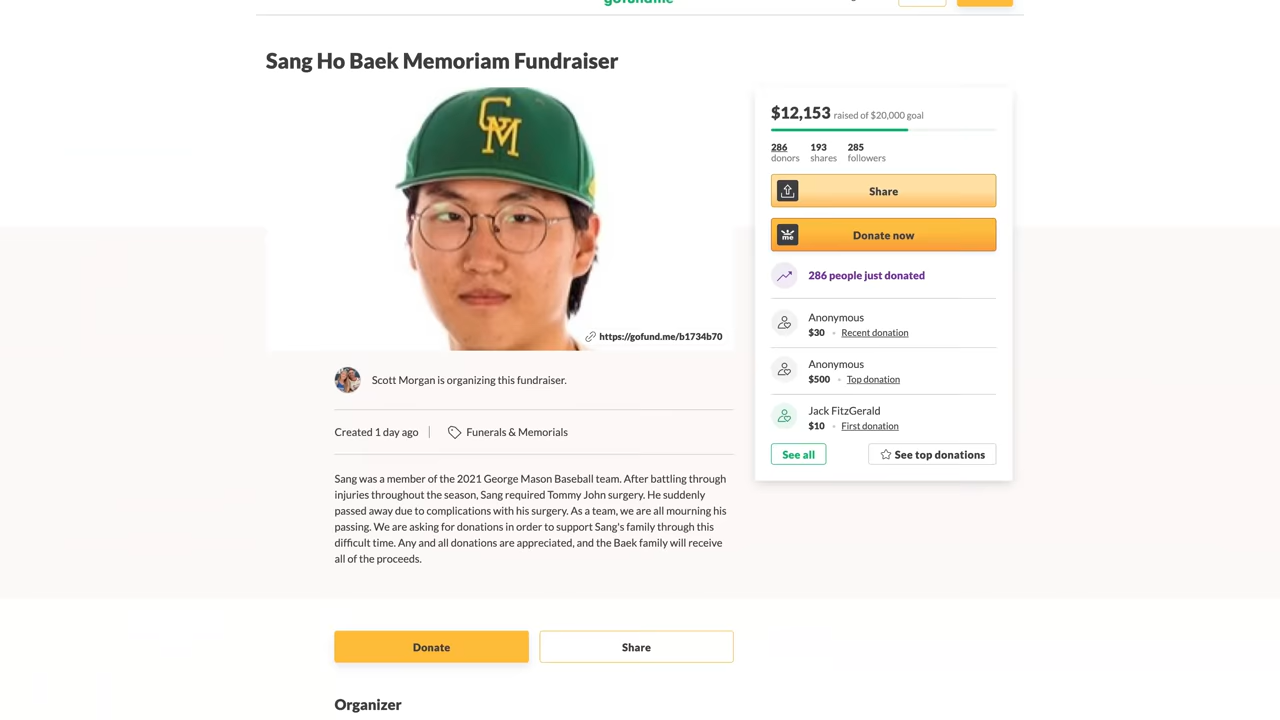 gofundme
Sang Ho Baek Memoriam Fundraiser
GM
https://gofund.me/b1734b70
Scott Morgan is organizing this fundraiser.
Created 1 day ago
Funerals & Memorials
Sang was a member of the 2021 George Mason Baseball team. After battling through
injuries throughout the season, Sang required Tommy John surgery. He suddenly
passed away due to complications with his surgery. As a team, we are all mourning his
passing. We are asking for donations in order to support Sang's family through this
difficult time. Any and all donations are appreciated, and the Baek family will receive
all of the proceeds.
Donate
Share
Organizer
$12,153 raised of $20,000 goal
286 193 285
donors shares followers
Share
me
Donate now
286 people just donated
Anonymous
$30 • Recent donation
Anonymous
$500 • Top donation
Jack FitzGerald
$10 • First donation
See all
See top donations